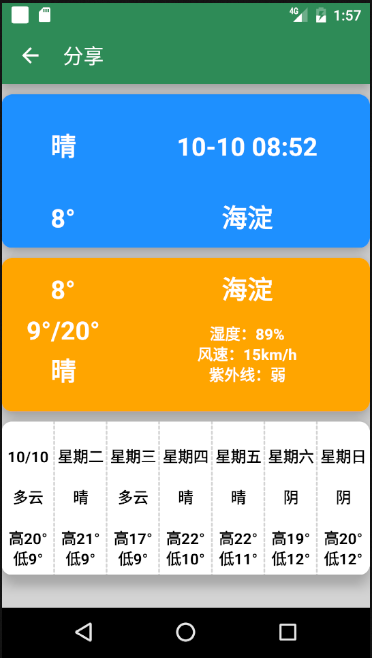 4G 1:57
分享
晴 10-10 08:52
8° 海淀
8° 海淀
9°/20°
晴
湿度：89%
风速：15km/h
紫外线：弱
10/10 星期二 星期三 星期四 星期五 星期六 星期日
多云 晴 多云 晴 晴 阴 阴
高20° 高21° 高17° 高22° 高22° 高19° 高20°
低9° 低9° 低9° 低10° 低11° 低12° 低12°